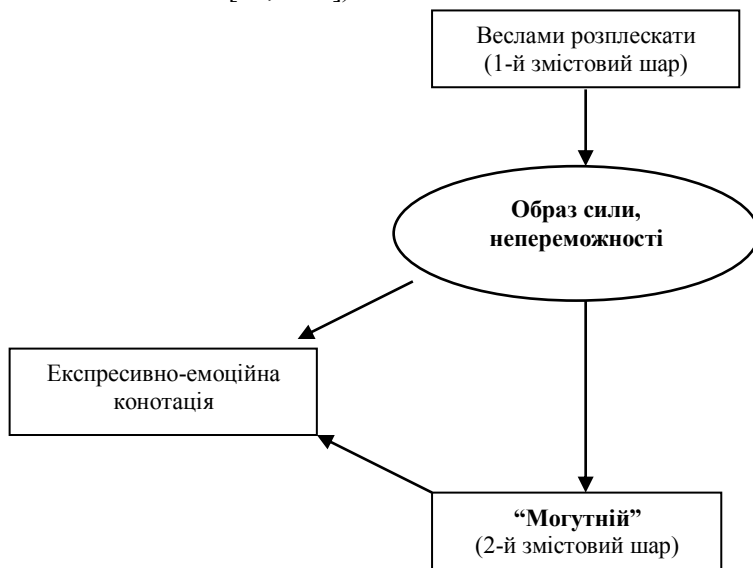 Веслами розплескати
(1-й змістовий шар)
Образ сили,
непереможності
Експресивно-емоційна
конотація
“Могутній”
(2-й змістовий шар)